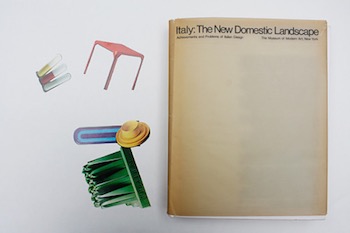 Italy: The New Domestic Landscape
Achievements and Problems of Italian Design    The Museum of Modern Art, New York